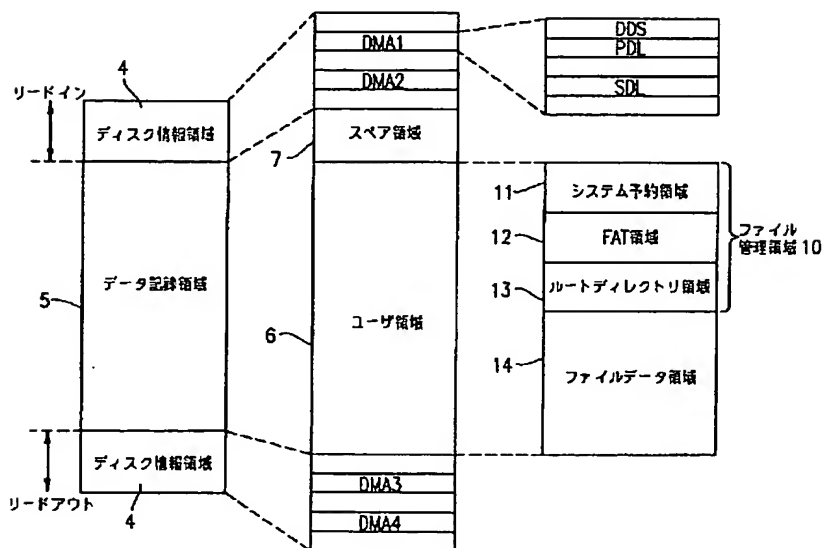 リードイン
4
ディスク情報領域
5
データ記録領域
ディスク情報領域
4
リードアウト
DMA1
DMA2
7
スペア領域
6
ユーザ領域
DMA3
DMA4
DDS
PDL
SDL
11
システム予約領域
12
FAT領域
13
ルートディレクトリ領域
14
ファイルデータ領域
ファイル
管理領域10